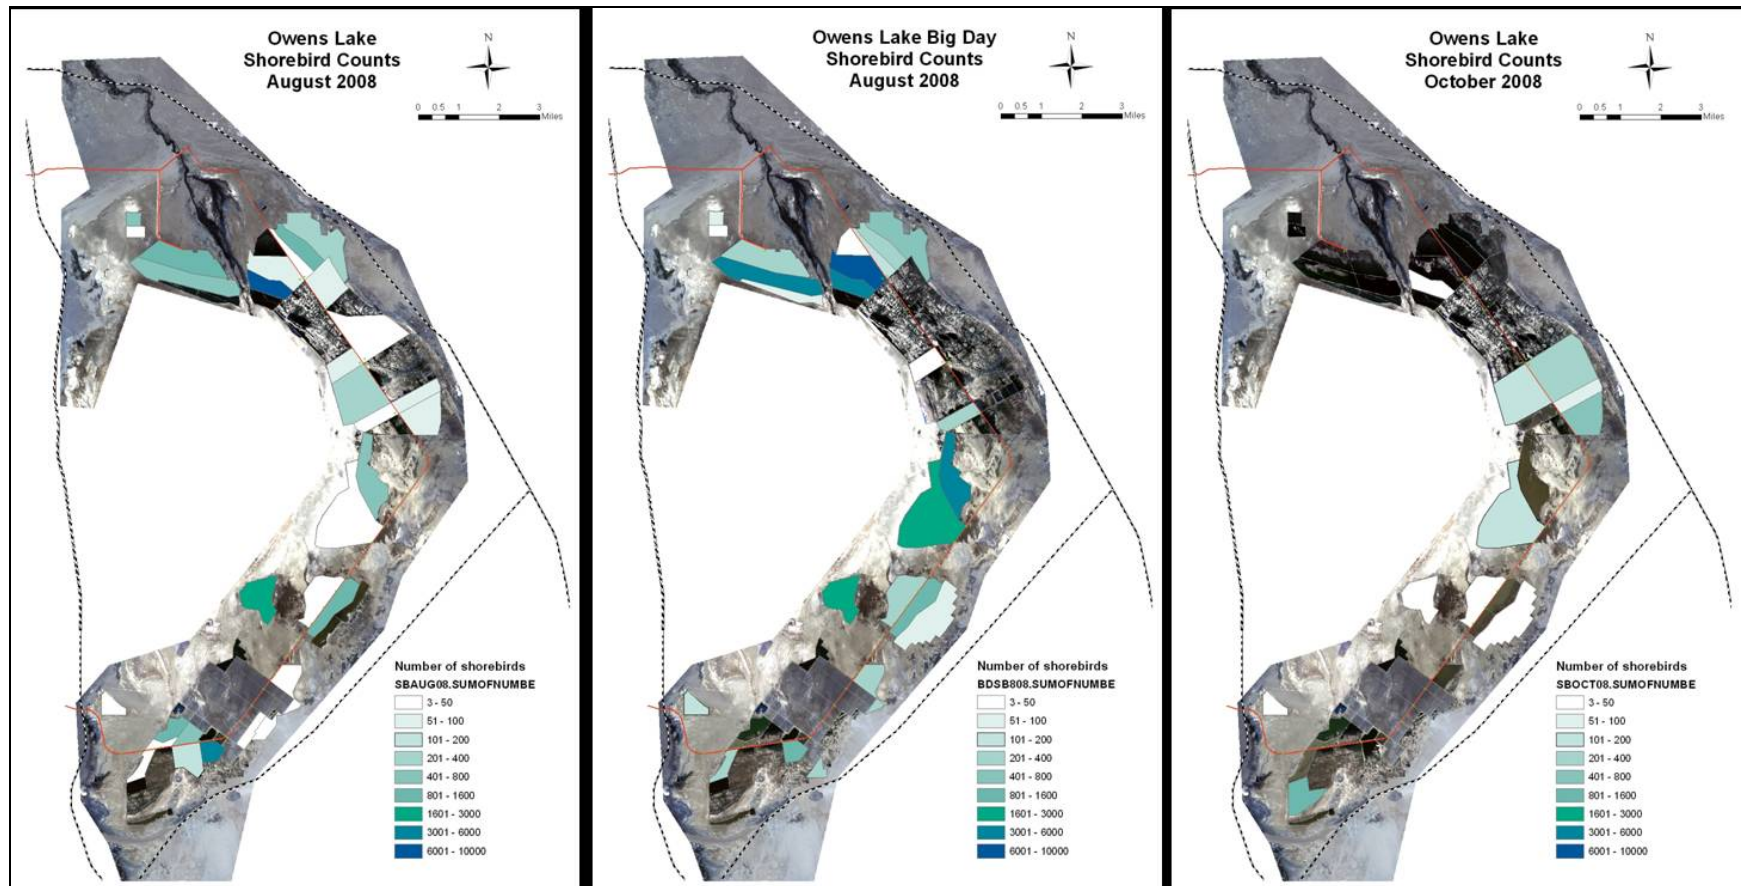 Owens Lake
Shorebird Counts
August 2008
N
0 0.5 1 2 3
Miles
Number of shorebirds
SBAUG08.SUMOFNUMBE
3 - 50
51 - 100
101 - 200
201 - 400
401 - 800
801 - 1600
1601 - 3000
3001 - 6000
6001 - 10000
Owens Lake Big Day
Shorebird Counts
August 2008
N
0 0.5 1 2 3
Miles
Number of shorebirds
BDSB808.SUMOFNUMBE
3 - 50
51 - 100
101 - 200
201 - 400
401 - 800
801 - 1600
1601 - 3000
3001 - 6000
6001 - 10000
Owens Lake
Shorebird Counts
October 2008
N
0 0.5 1 2 3
Miles
Number of shorebirds
SBOCT08.SUMOFNUMBE
3 - 50
51 - 100
101 - 200
201 - 400
401 - 800
801 - 1600
1601 - 3000
3001 - 6000
6001 - 10000